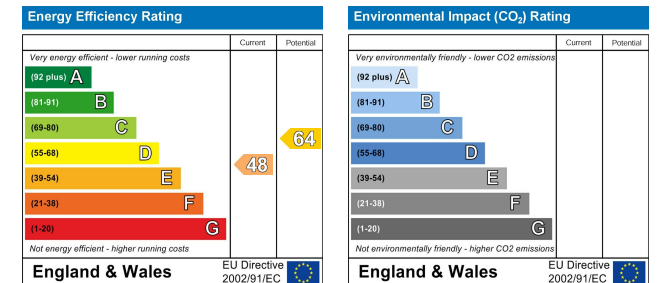 Energy Efficiency Rating
Current Potential
Very energy efficient - lower running costs
(92 plus) A
(81-91) B
(69-80) C
(55-68) D
(39-54) E
(21-38) F
(1-20) G
48
64
Not energy efficient - higher running costs
England & Wales
EU Directive
2002/91/EC
Environmental Impact (CO₂) Rating
Current Potential
Very environmentally friendly - lower CO2 emissions
(92 plus) A
(81-91) B
(69-80) C
(55-68) D
(39-54) E
(21-38) F
(1-20) G
Not environmentally friendly - higher CO2 emissions
England & Wales
EU Directive
2002/91/EC